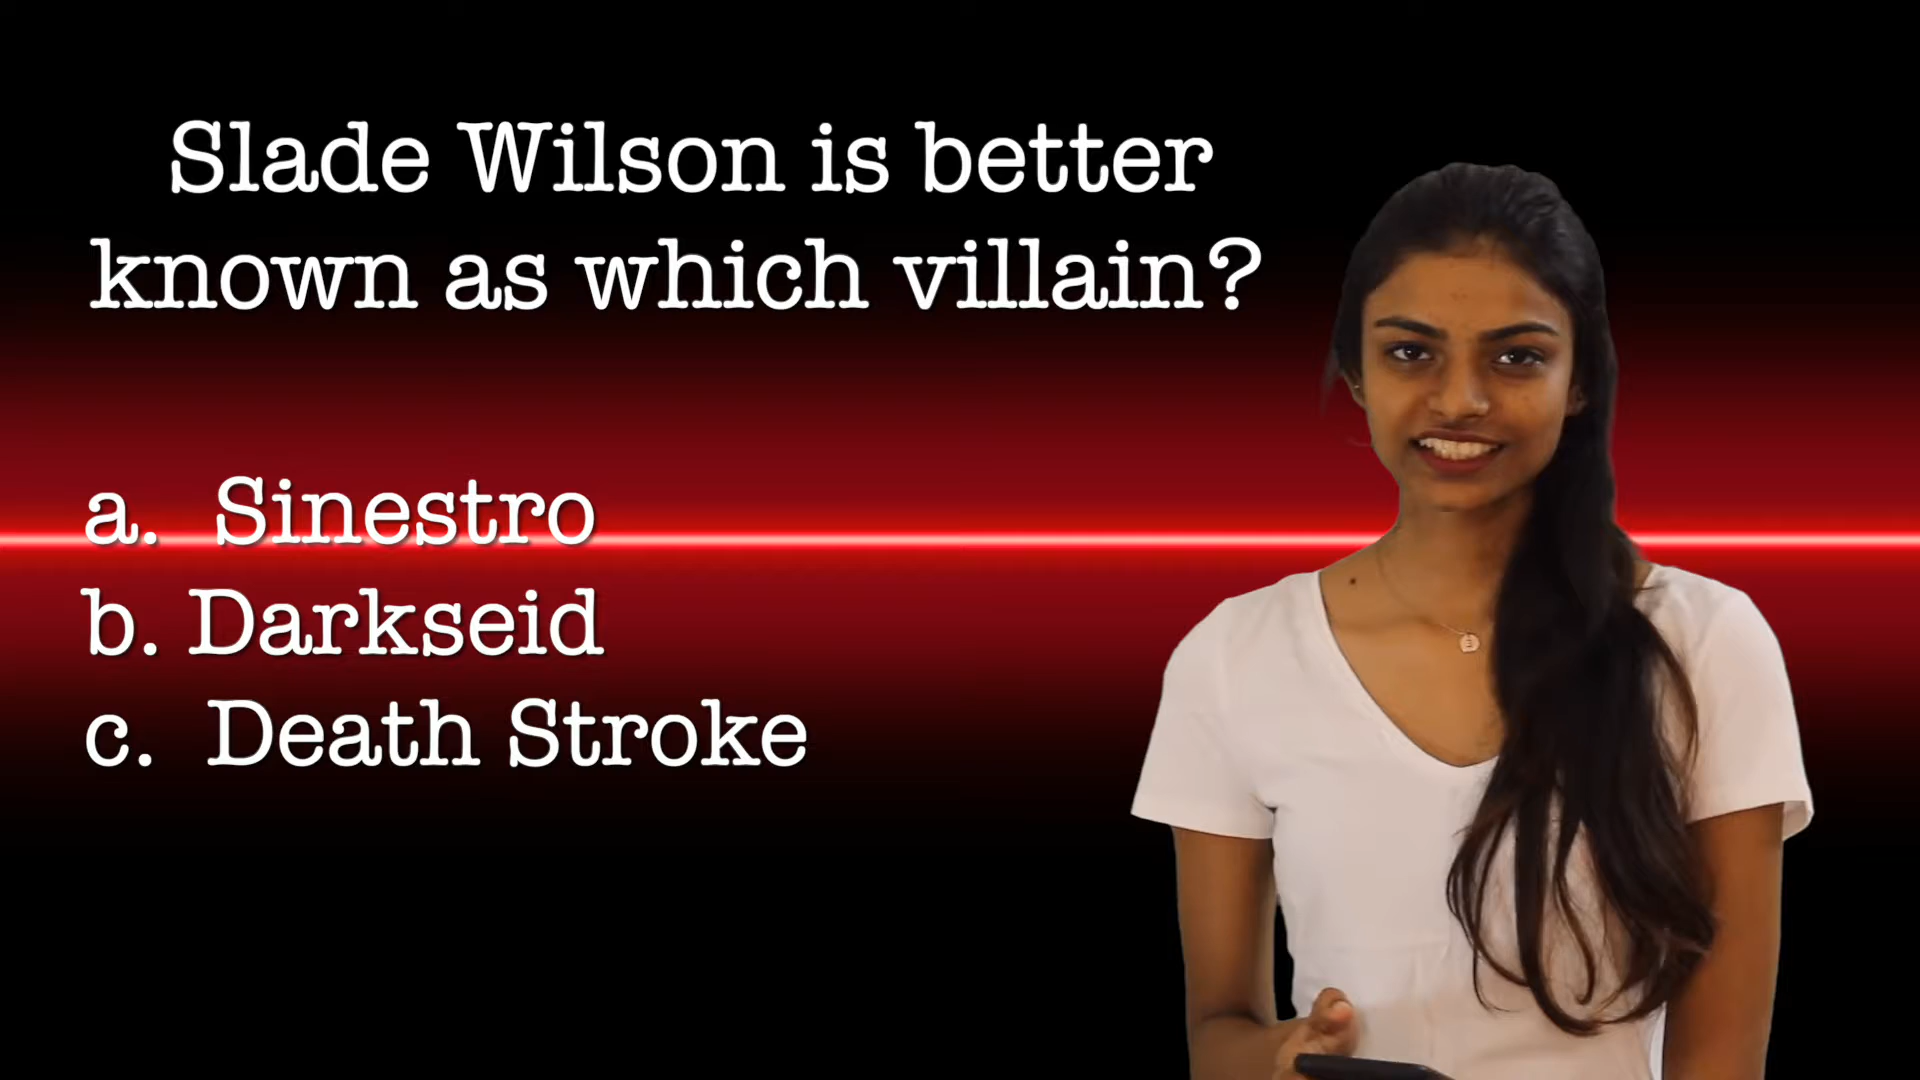 Slade Wilson is better
known as which villain?
a. Sinestro
b. Darkseid
c. Death Stroke